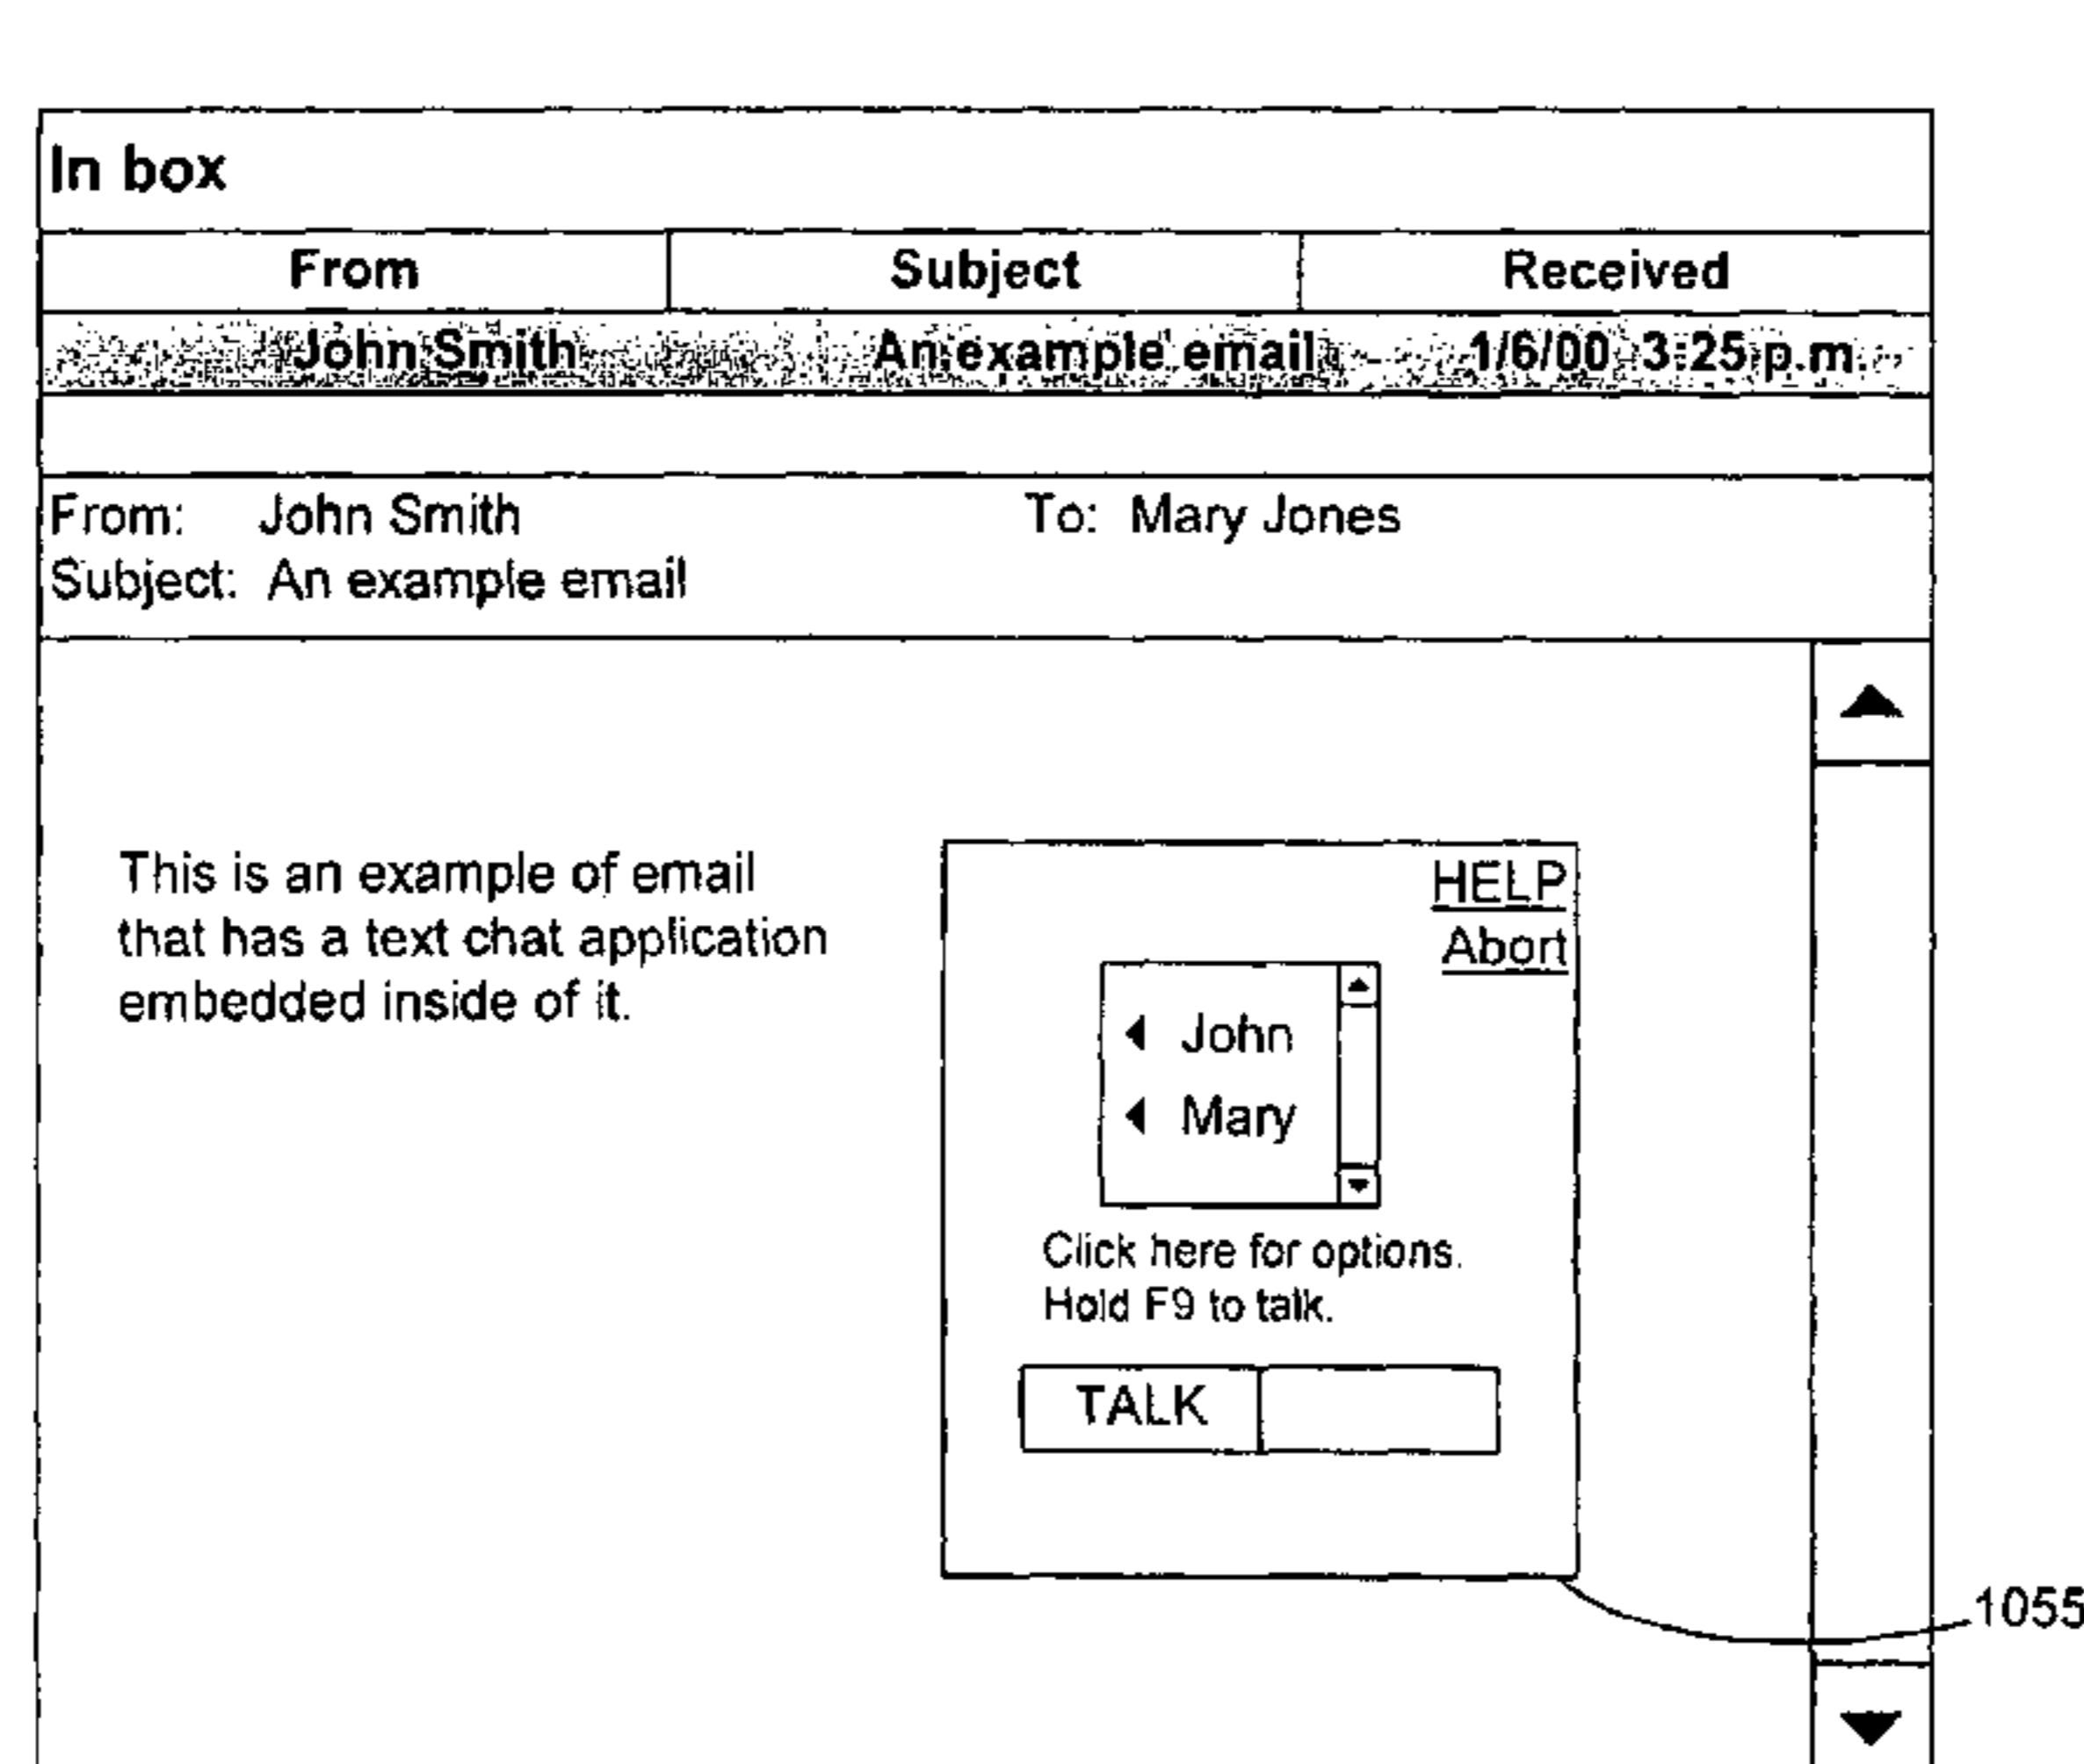 In box
From Subject Received
John Smith An example email 1/6/00 3:25 p.m.
From: John Smith To: Mary Jones
Subject: An example email
This is an example of email
that has a text chat application
embedded inside of it.
HELP
Abort
John
Mary
Click here for options.
Hold F9 to talk.
TALK
1055